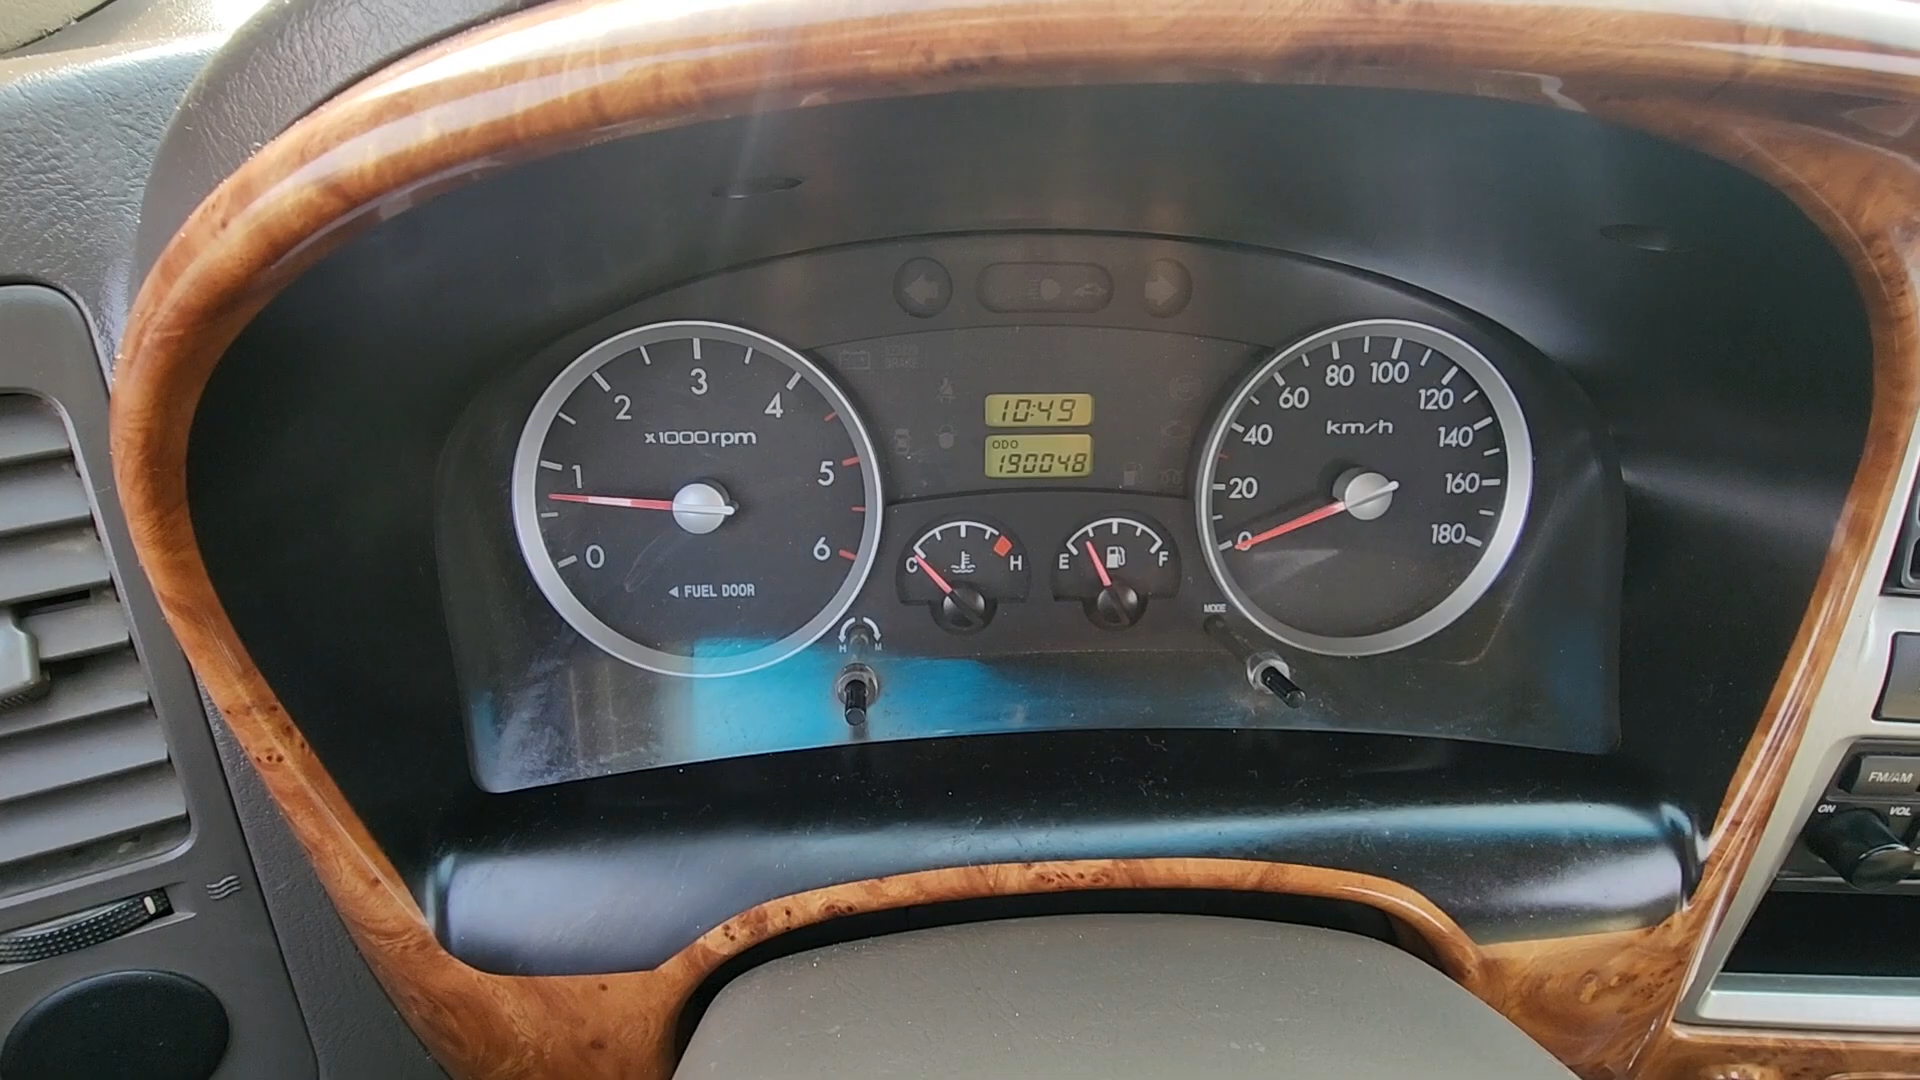 3
2
4
x1000rpm
1
5
0
6
◄ FUEL DOOR
10:49
ODO
190048
C
H
E
F
H
M
MODE
80
100
60
120
km/h
40
140
20
160
0
180
FM/AM
ON
VOL